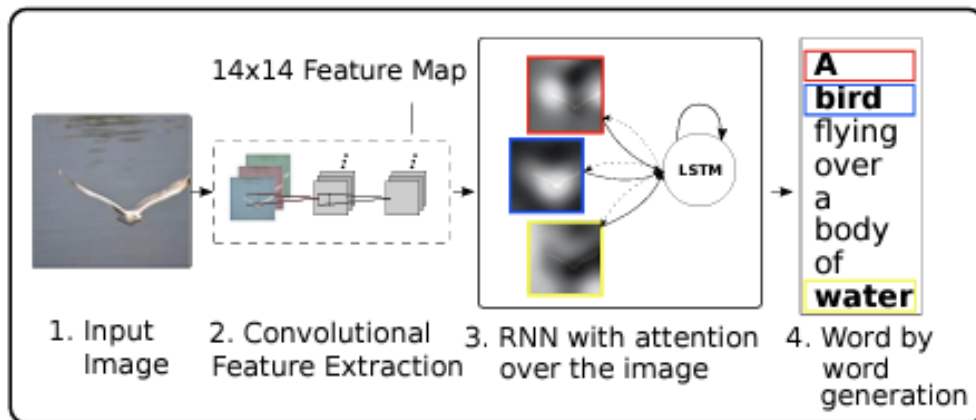 14x14 Feature Map
LSTM
A
bird
flying
over
a
body
of
water
1. Input
Image
2. Convolutional
Feature Extraction
3. RNN with attention
over the image
4. Word by
word
generation